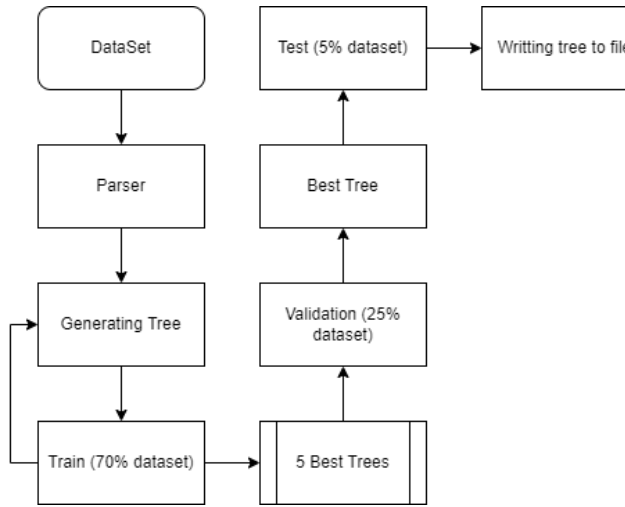 DataSet
Parser
Generating Tree
Train (70% dataset)
5 Best Trees
Validation (25%
dataset)
Best Tree
Test (5% dataset)
Writting tree to file